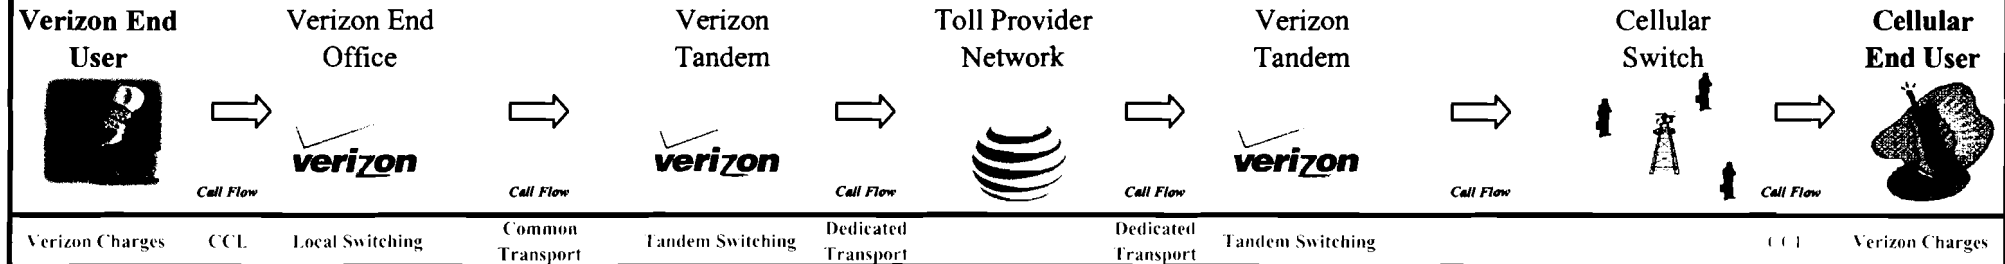 Verizon End User
Verizon End Office
Verizon Tandem
Toll Provider Network
Verizon Tandem
Cellular Switch
Cellular End User
verizon
verizon
verizon
Call Flow
Call Flow
Call Flow
Call Flow
Call Flow
Call Flow
Verizon Charges
CCL
Local Switching
Common Transport
Tandem Switching
Dedicated Transport
Dedicated Transport
Tandem Switching
Verizon Charges